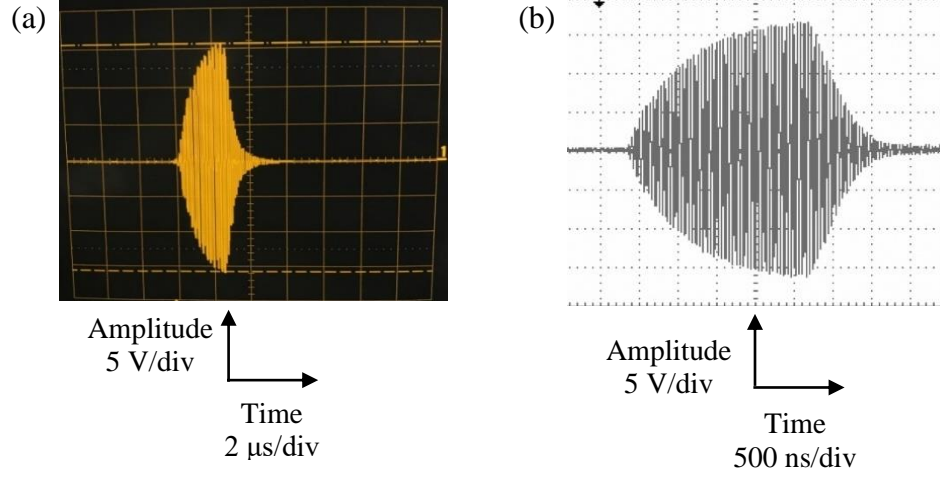 (a)
(b)
1
Amplitude
5 V/div
Time
2 μs/div
Amplitude
5 V/div
Time
500 ns/div